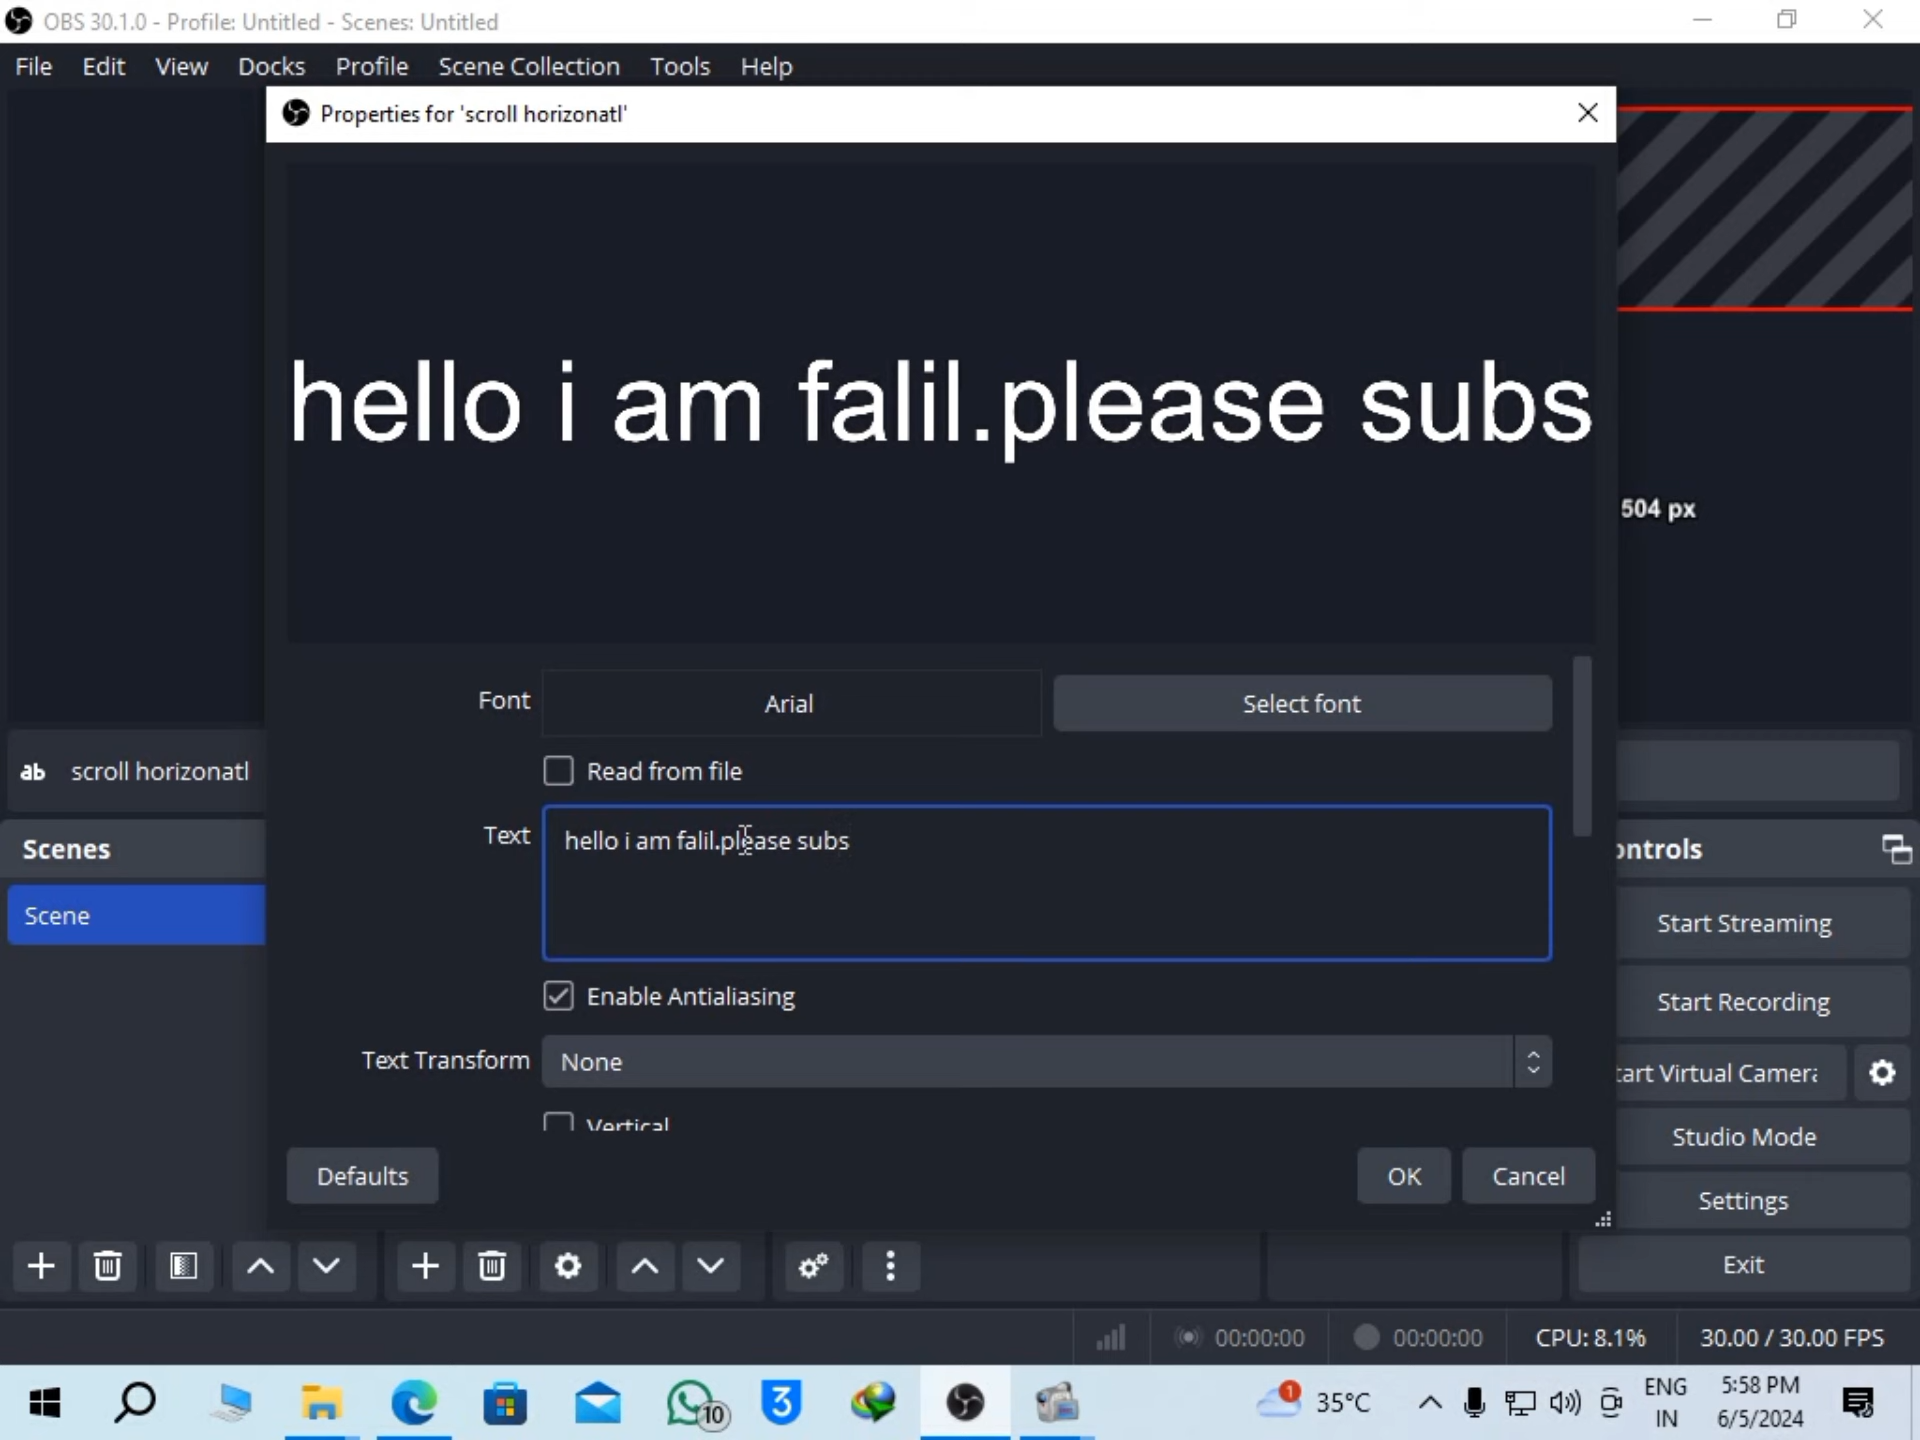 OBS 30.1.0 - Profile: Untitled - Scenes: Untitled
File Edit View Docks Profile Scene Collection Tools Help
Properties for 'scroll horizonatl'
hello i am falil.please subs
504 px
Font Arial Select font
Read from file
ab scroll horizonatl
Text hello i am falil.please subs
Scenes
ontrols
Scene
Start Streaming
Enable Antialiasing
Start Recording
Text Transform None
tart Virtual Camera
Vertical
Studio Mode
Defaults OK Cancel
Settings
Exit
00:00:00 00:00:00 CPU: 8.1% 30.00 / 30.00 FPS
10 3 1 35°C ENG IN 5:58 PM 6/5/2024